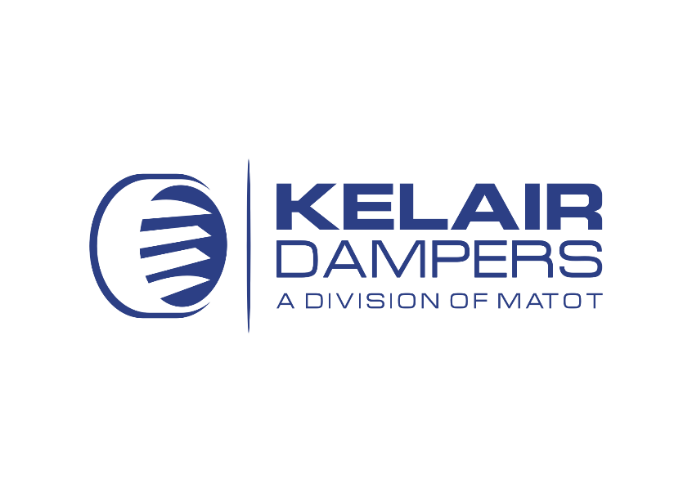 KELAIR
DAMPERS
A DIVISION OF MATOT